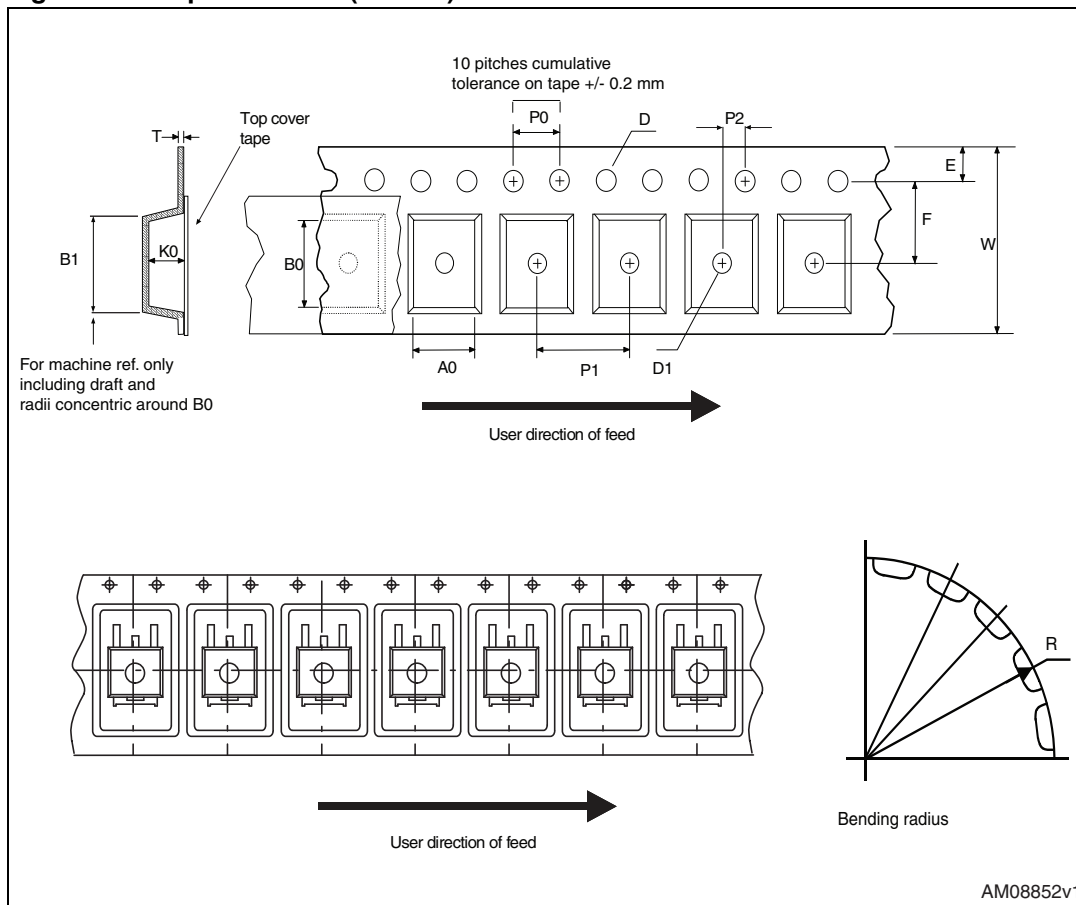 10 pitches cumulative
tolerance on tape +/- 0.2 mm
P0
D
P2
T
Top cover
tape
E
F
W
B1
K0
B0
For machine ref. only
including draft and
radii concentric around B0
A0
P1
D1
User direction of feed
R
User direction of feed
Bending radius
AM08852v1